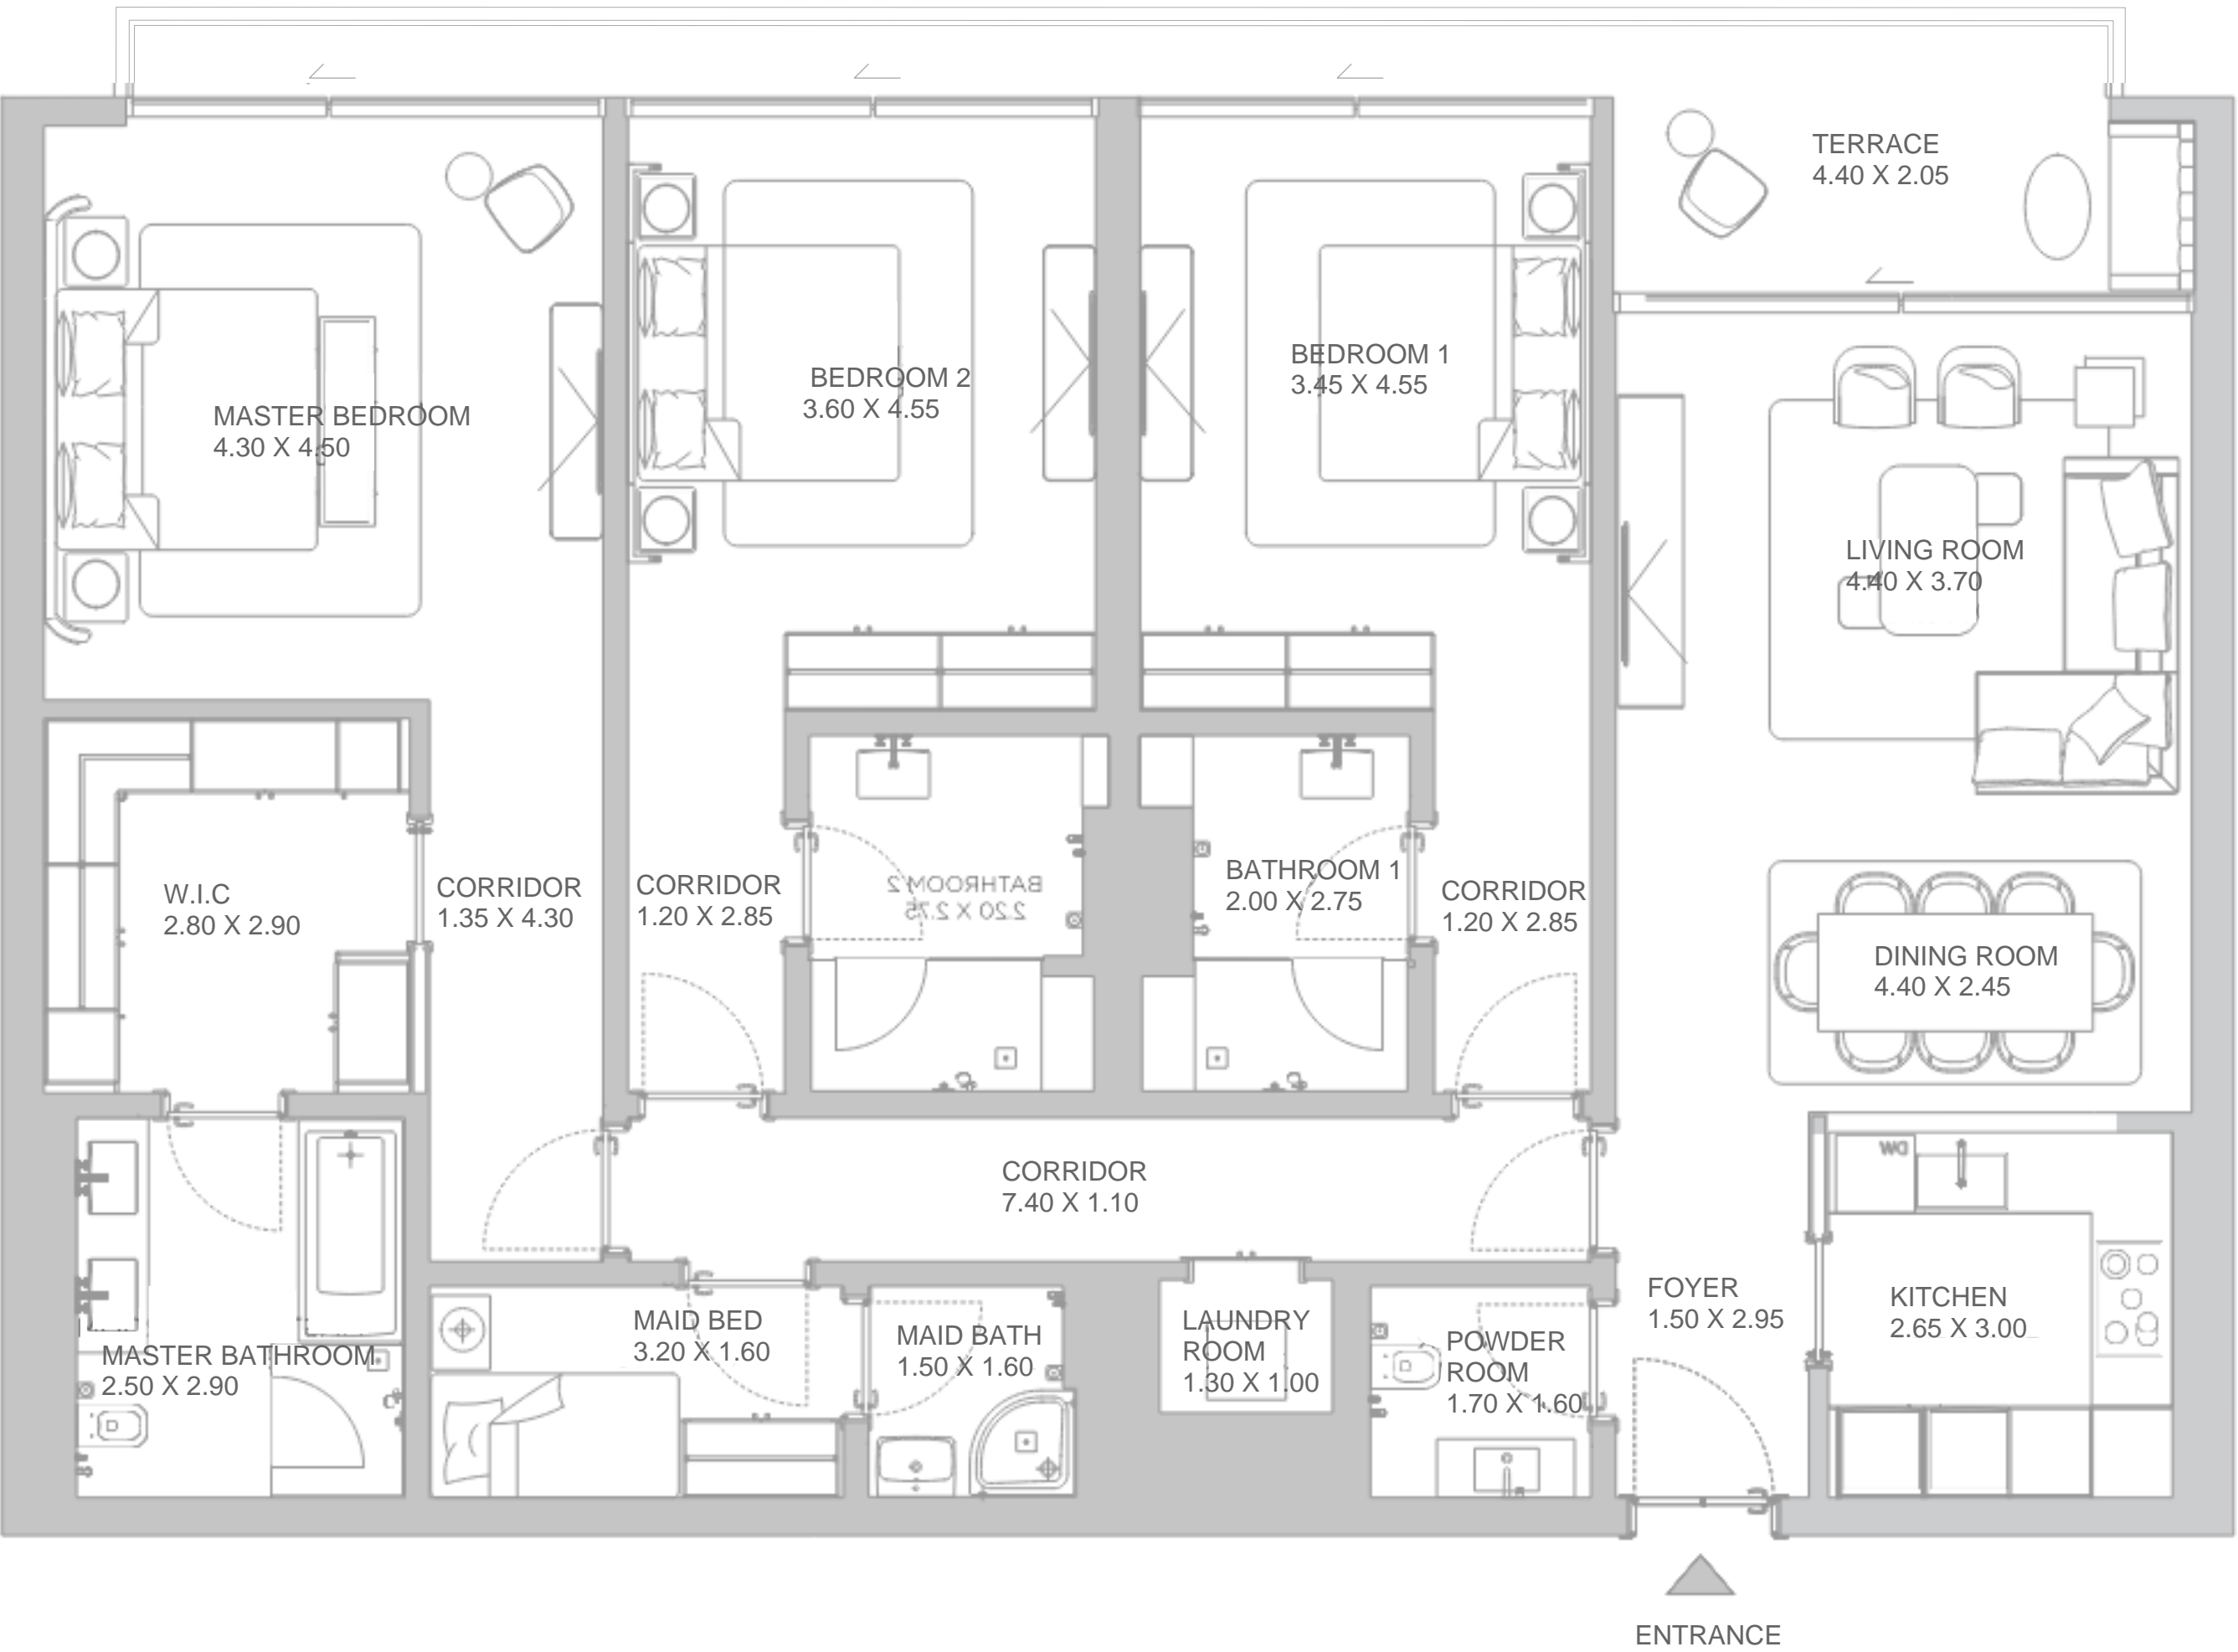 TERRACE
4.40 X 2.05
MASTER BEDROOM
4.30 X 4.50
BEDROOM 2
3.60 X 4.55
BEDROOM 1
3.45 X 4.55
LIVING ROOM
4.40 X 3.70
W.I.C
2.80 X 2.90
CORRIDOR
1.35 X 4.30
CORRIDOR
1.20 X 2.85
BATHROOM 2
2.20 X 2.75
BATHROOM 1
2.00 X 2.75
CORRIDOR
1.20 X 2.85
DINING ROOM
4.40 X 2.45
CORRIDOR
7.40 X 1.10
DW
MASTER BATHROOM
2.50 X 2.90
MAID BED
3.20 X 1.60
MAID BATH
1.50 X 1.60
LAUNDRY
ROOM
1.30 X 1.00
POWDER
ROOM
1.70 X 1.60
FOYER
1.50 X 2.95
KITCHEN
2.65 X 3.00
ENTRANCE